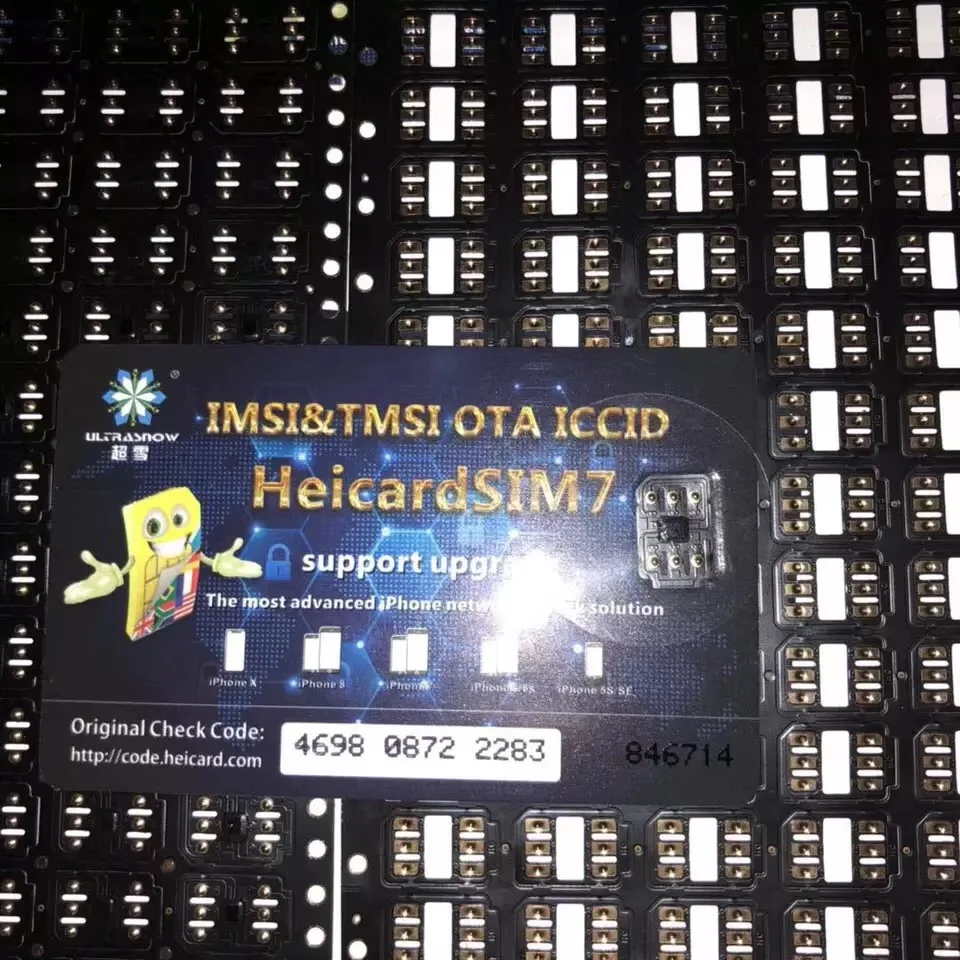 ®
ULTRASNOW
超雪
IMSI&TMSI OTA ICCID
HeicardSIM7
support upgr
The most advanced iPhone netw solution
iPhone X
iPhone 8
iPhone
iPhone 6s
iPhone 5S SE
Original Check Code:
http://code.heicard.com
4698 0872 2283
846714